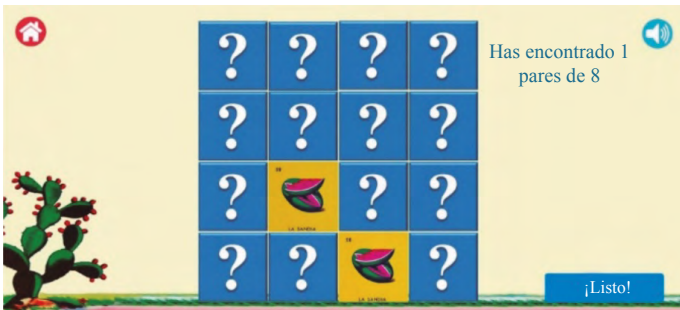 ? ? ? ?
Has encontrado 1
pares de 8
? ? ? ?
? ? ?
LA SANDIA
? ? ?
LA SANDIA
¡Listo!